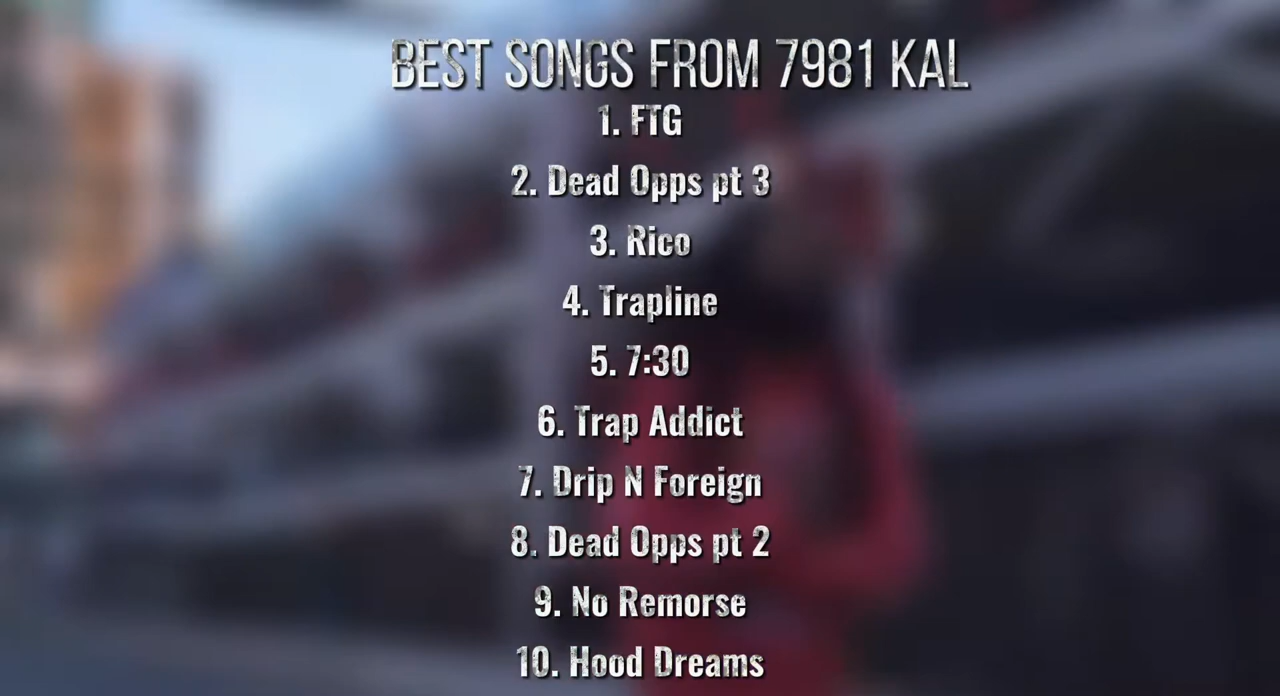 BEST SONGS FROM 7981 KAL
1. FTG
2. Dead Opps pt 3
3. Rico
4. Trapline
5. 7:30
6. Trap Addict
7. Drip N Foreign
8. Dead Opps pt 2
9. No Remorse
10. Hood Dreams